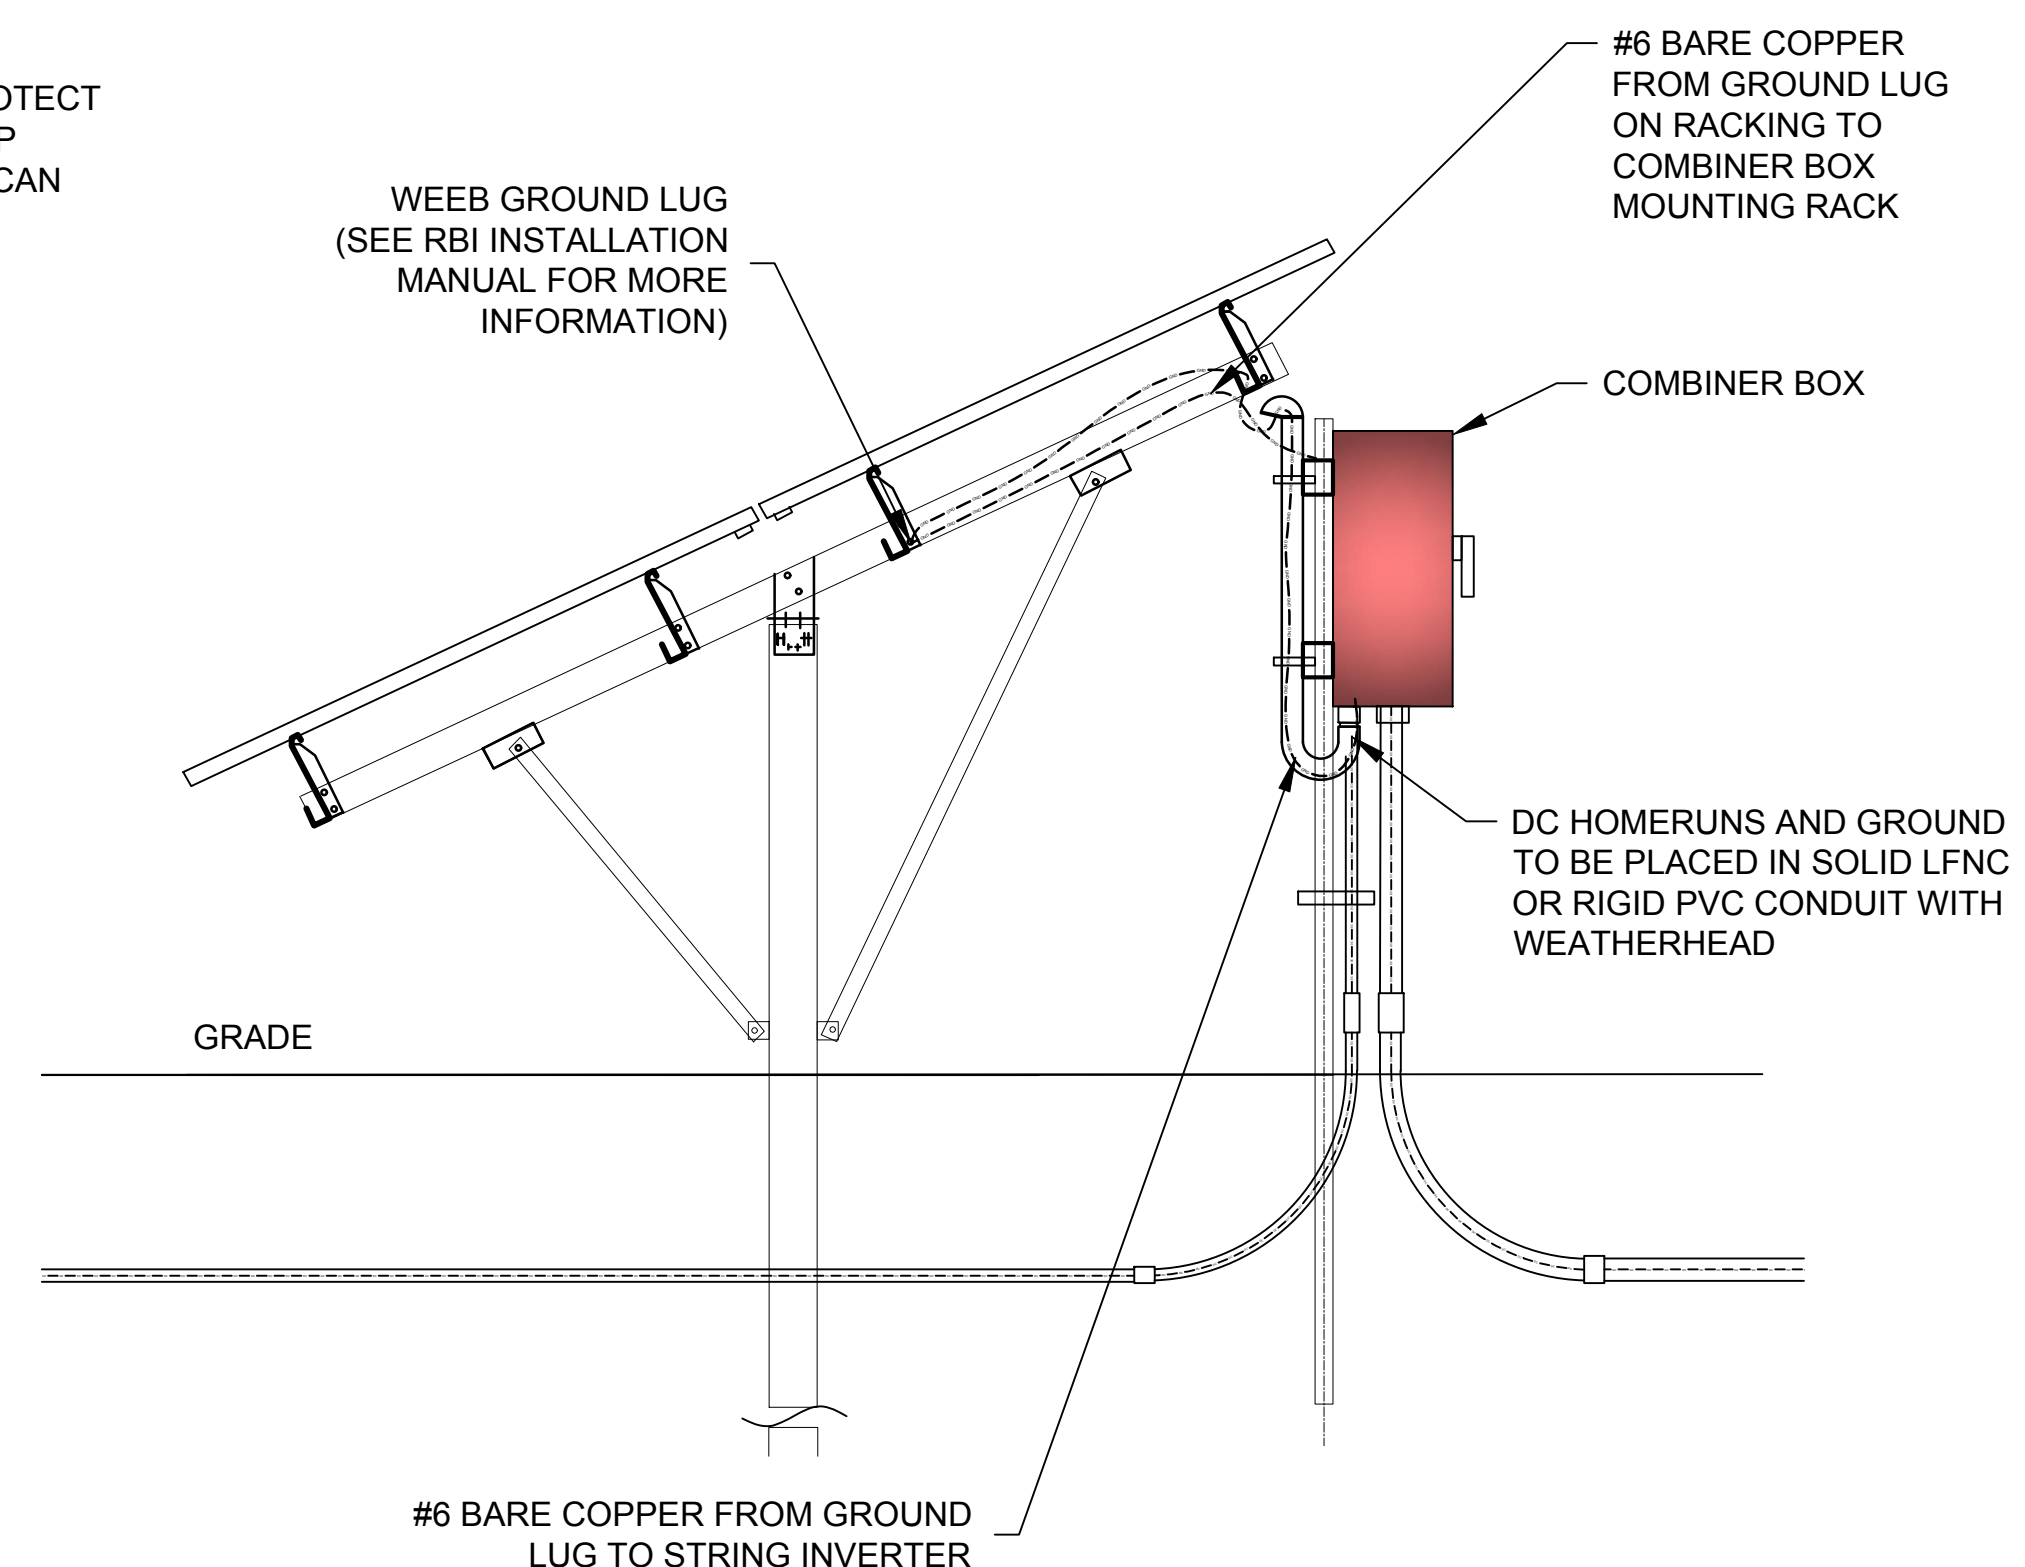 #6 BARE COPPER
FROM GROUND LUG
ON RACKING TO
COMBINER BOX
MOUNTING RACK
OTECT
P
CAN
WEEB GROUND LUG
(SEE RBI INSTALLATION
MANUAL FOR MORE
INFORMATION)
COMBINER BOX
DC HOMERUNS AND GROUND
TO BE PLACED IN SOLID LFNC
OR RIGID PVC CONDUIT WITH
WEATHERHEAD
GRADE
#6 BARE COPPER FROM GROUND
LUG TO STRING INVERTER